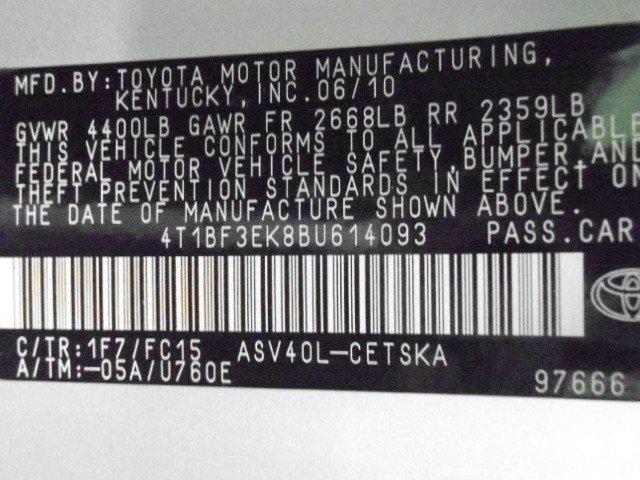 MFD.BY:TOYOTA MOTOR MANUFACTURING,
KENTUCKY,INC.06/10
GVWR 4400LB GAWR FR 2668LB RR 2359LB
THIS VEHICLE CONFORMS TO ALL APPLICABLE
FEDERAL MOTOR VEHICLE SAFETY,BUMPER,AND
THEFT PREVENTION STANDARDS IN EFFECT ON
THE DATE OF MANUFACTURE SHOWN ABOVE.
4T1BF3EK8BU614093 PASS.CAR
C/TR:1F7/FC15 ASV40L-CETSKA
A/TM:-05A/U760E
97666